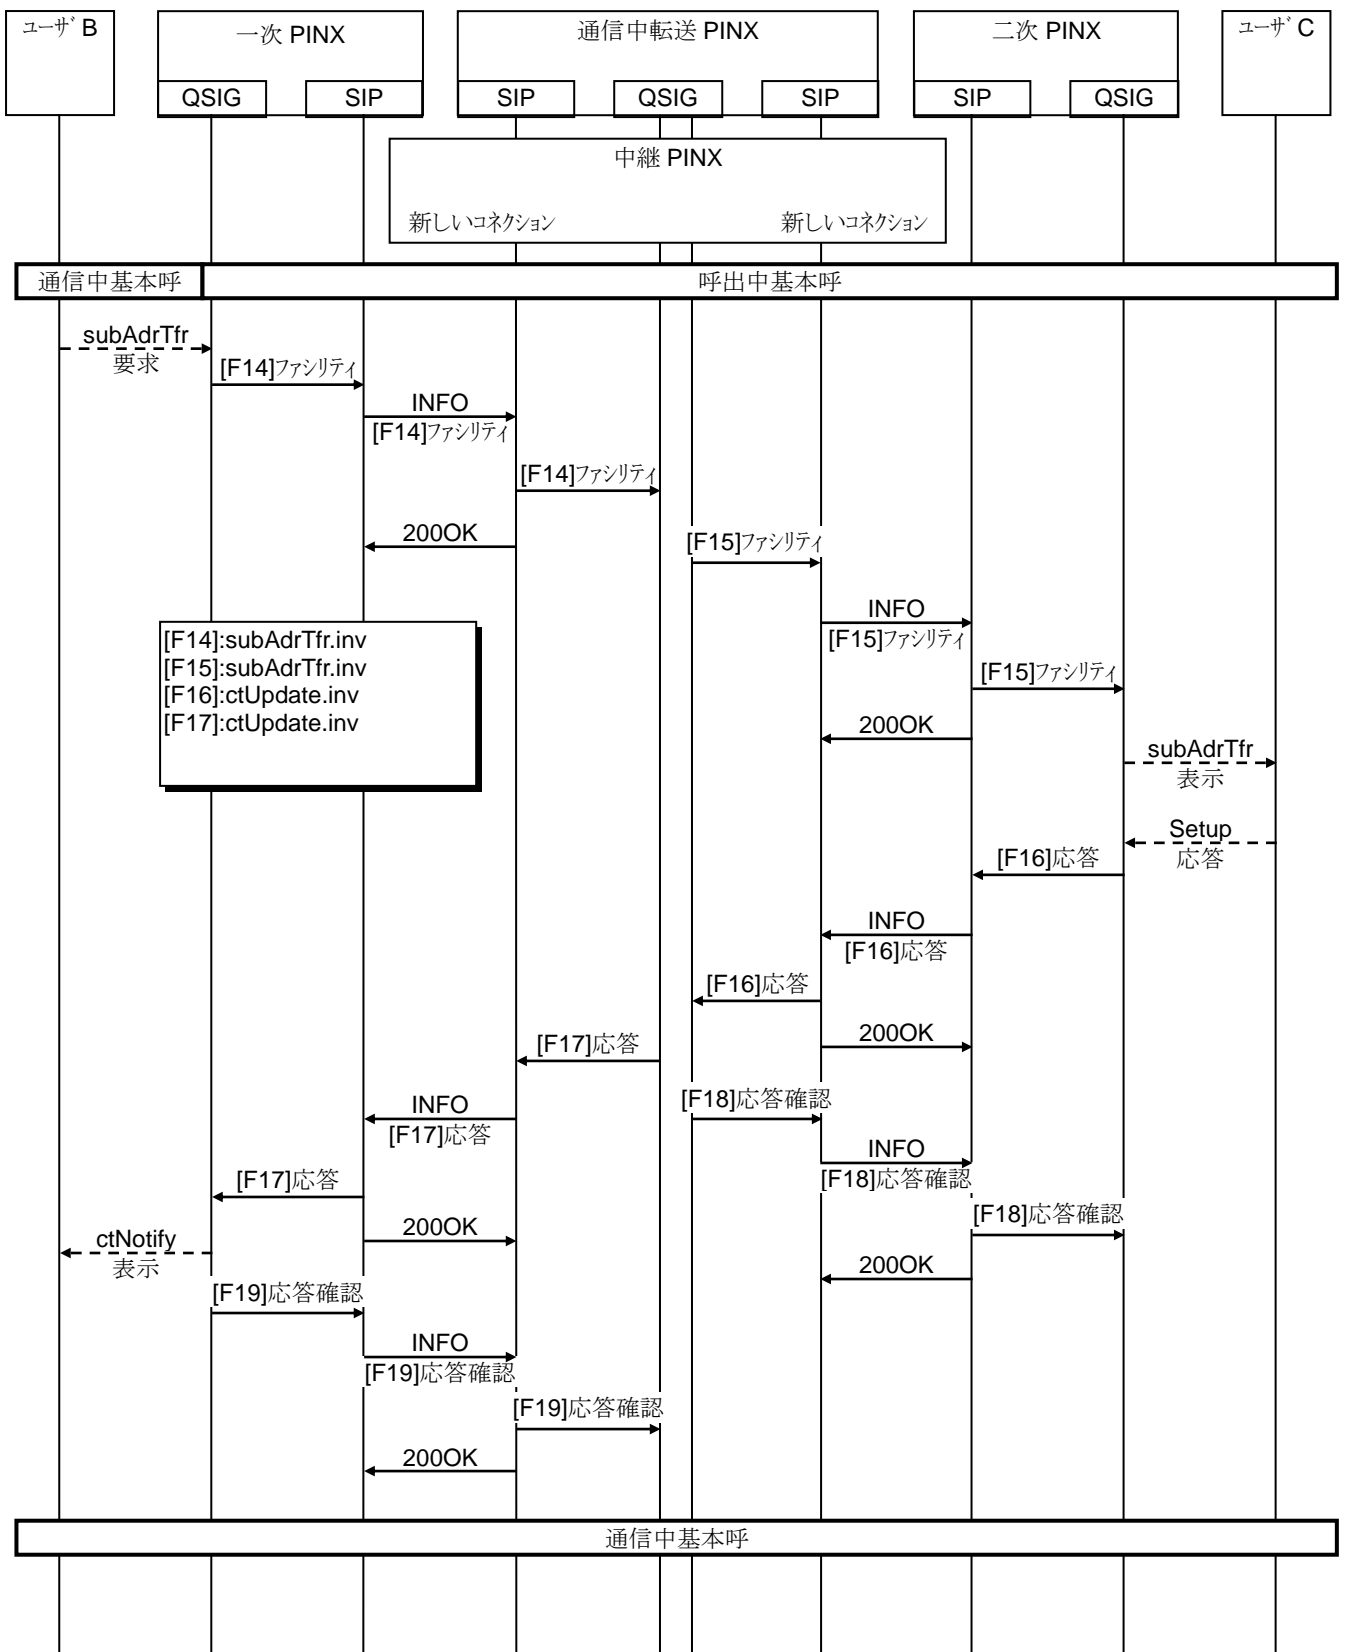 ユーザ B
一次 PINX
通信中転送 PINX
二次 PINX
ユーザ C
QSIG
SIP
SIP
QSIG
SIP
SIP
QSIG
中継 PINX
新しいコネクション
新しいコネクション
通信中基本呼
呼出中基本呼
subAdrTfr
要求
[F14]ファシリティ
INFO
[F14]ファシリティ
[F14]ファシリティ
200OK
[F15]ファシリティ
INFO
[F15]ファシリティ
[F14]:subAdrTfr.inv
[F15]:subAdrTfr.inv
[F16]:ctUpdate.inv
[F17]:ctUpdate.inv
[F15]ファシリティ
200OK
subAdrTfr
表示
Setup
応答
[F16]応答
INFO
[F16]応答
[F16]応答
200OK
[F17]応答
[F18]応答確認
INFO
[F17]応答
INFO
[F18]応答確認
[F17]応答
[F18]応答確認
200OK
ctNotify
表示
200OK
[F19]応答確認
INFO
[F19]応答確認
[F19]応答確認
200OK
通信中基本呼